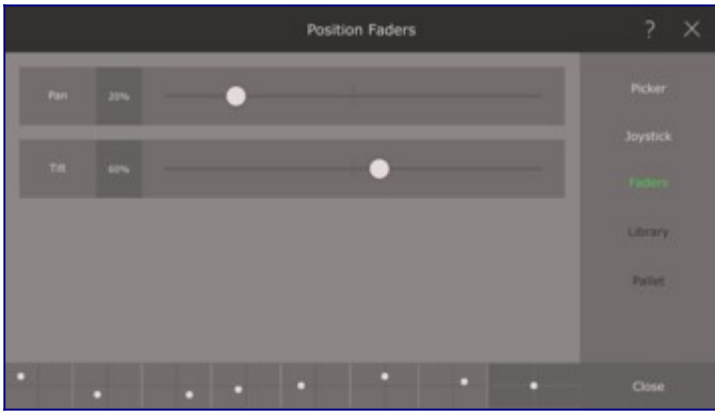 Position Faders ? ×
Pan 20%
Picker
Joystick
Tilt 60%
Faders
Library
Pallet
Close